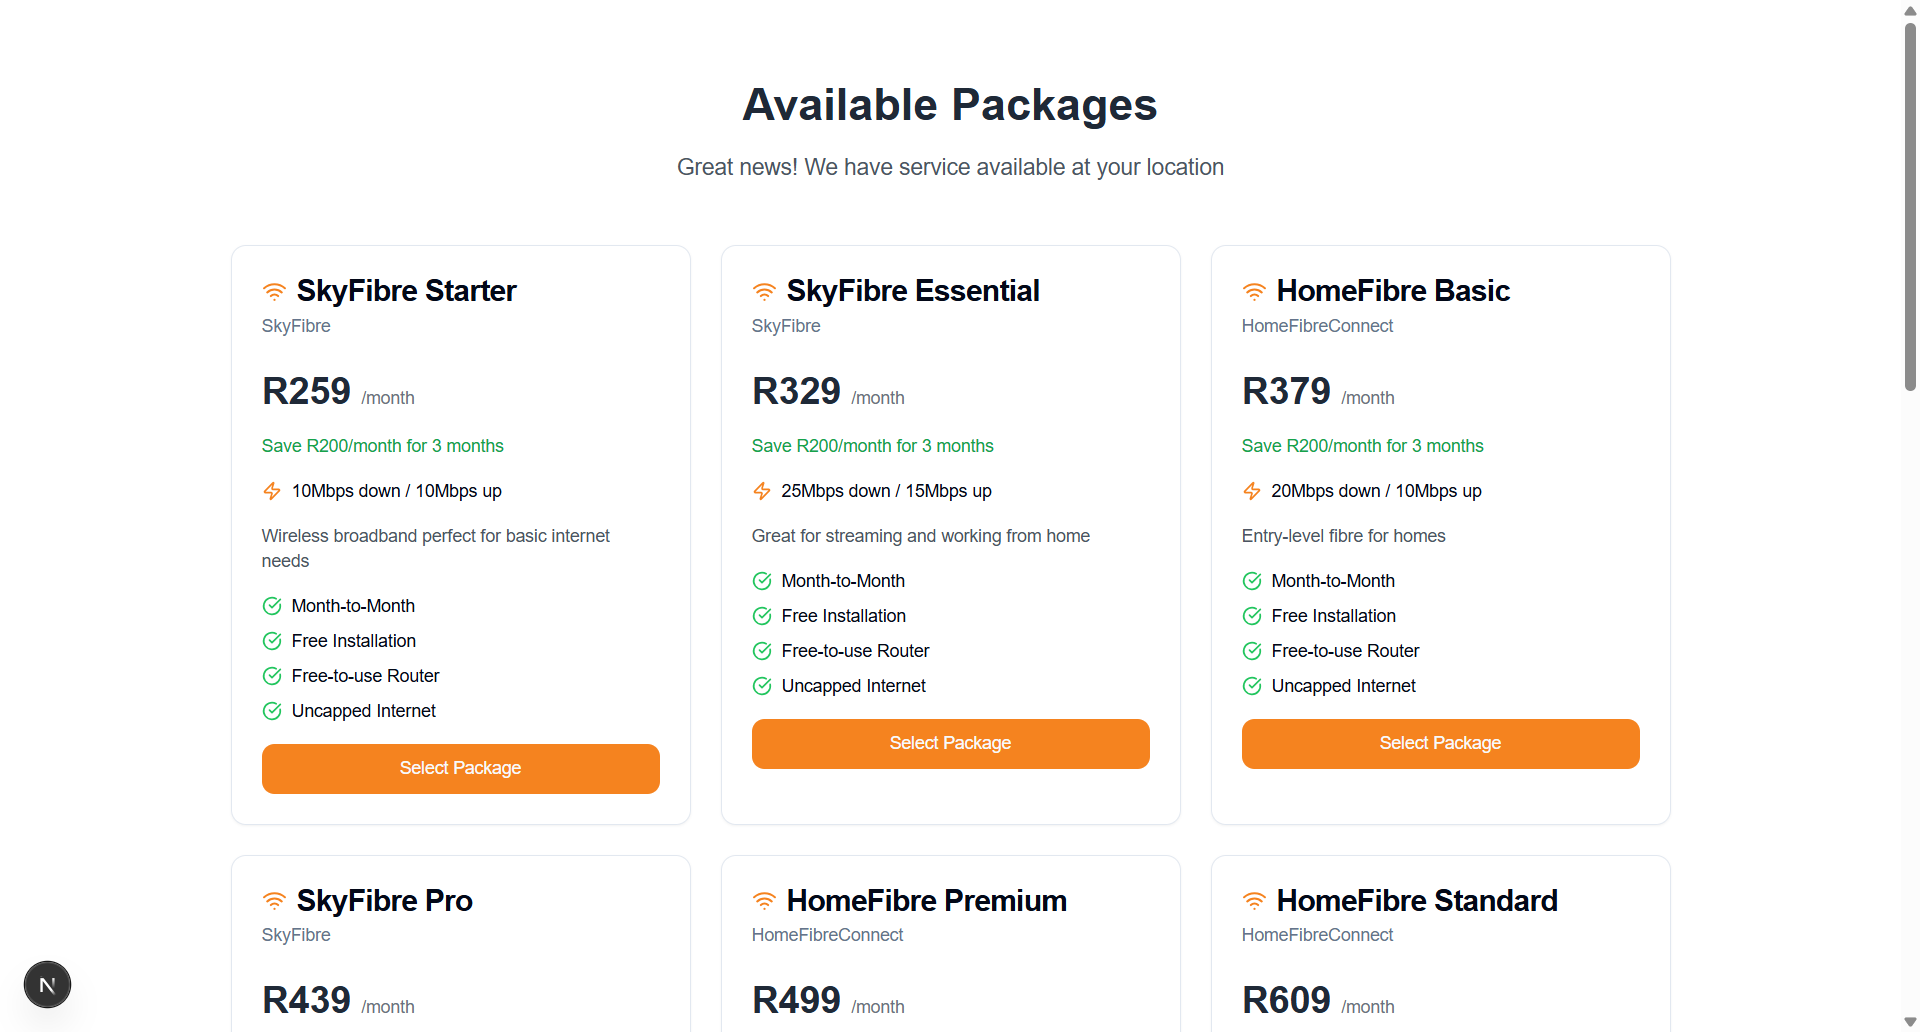 Available Packages
Great news! We have service available at your location
SkyFibre Starter
SkyFibre
R259 /month
Save R200/month for 3 months
10Mbps down / 10Mbps up
Wireless broadband perfect for basic internet
needs
Month-to-Month
Free Installation
Free-to-use Router
Uncapped Internet
Select Package
SkyFibre Essential
SkyFibre
R329 /month
Save R200/month for 3 months
25Mbps down / 15Mbps up
Great for streaming and working from home
Month-to-Month
Free Installation
Free-to-use Router
Uncapped Internet
Select Package
HomeFibre Basic
HomeFibreConnect
R379 /month
Save R200/month for 3 months
20Mbps down / 10Mbps up
Entry-level fibre for homes
Month-to-Month
Free Installation
Free-to-use Router
Uncapped Internet
Select Package
SkyFibre Pro
SkyFibre
R439 /month
HomeFibre Premium
HomeFibreConnect
R499 /month
HomeFibre Standard
HomeFibreConnect
R609 /month
N